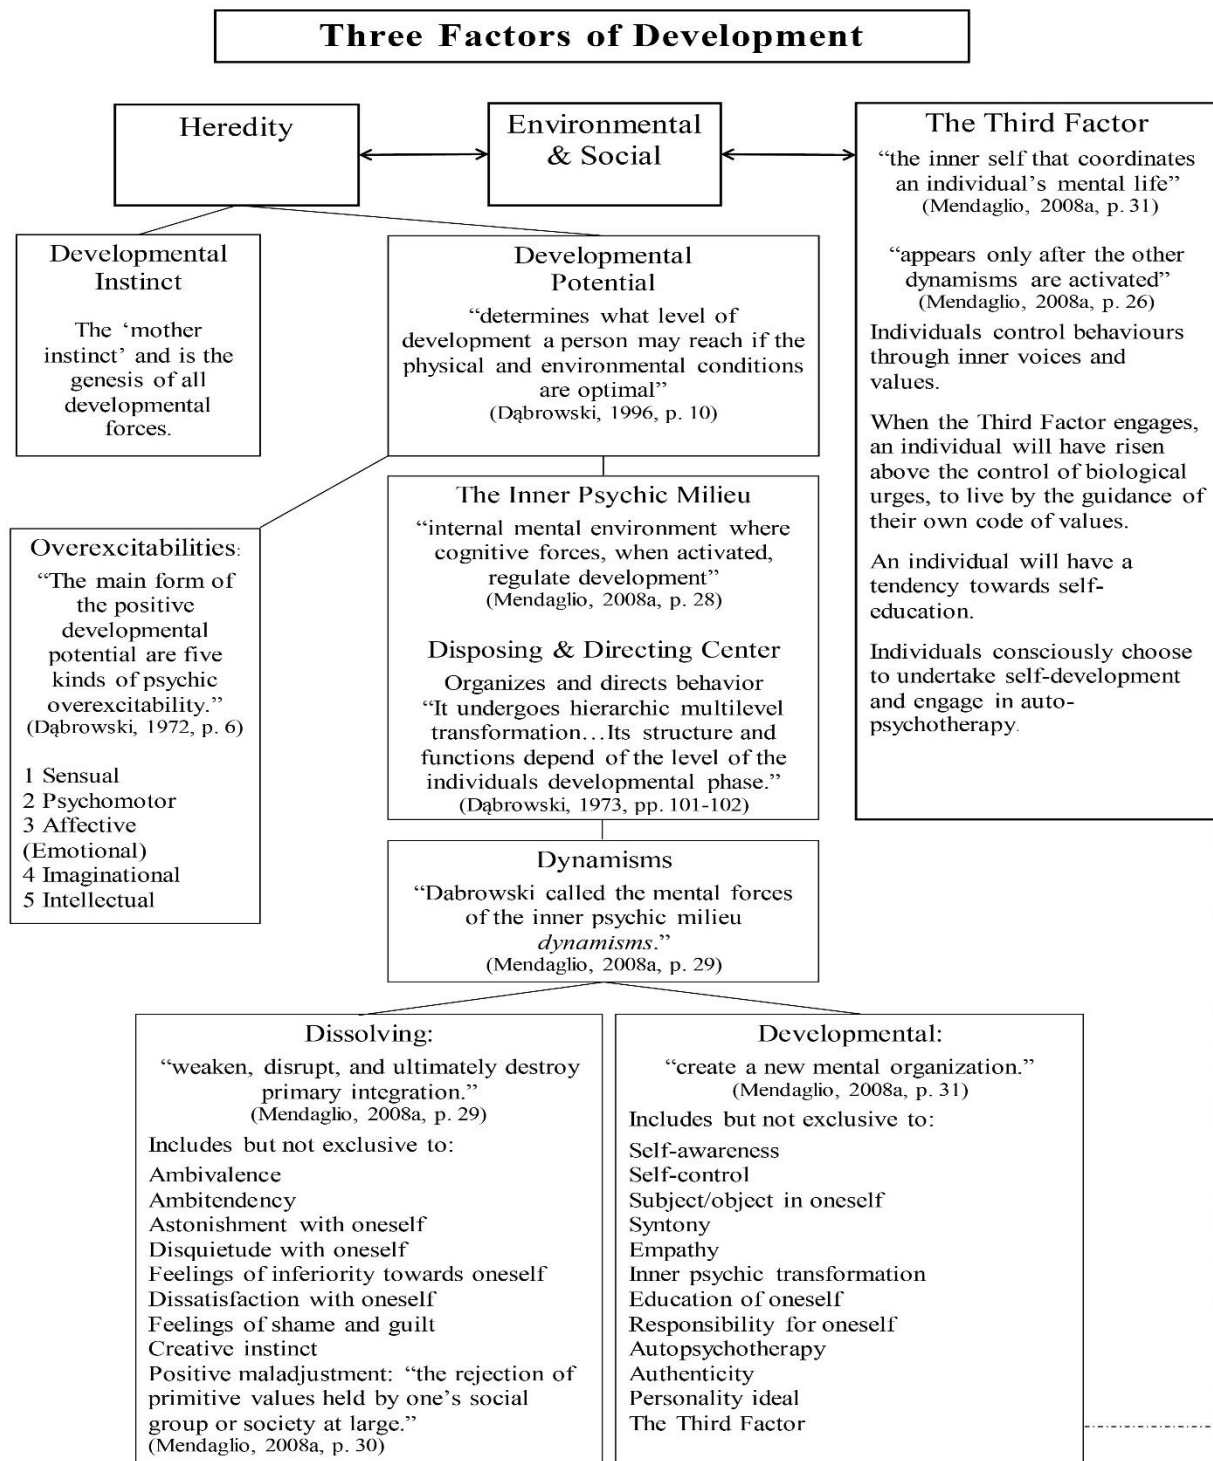 Three Factors of Development
Heredity
Environmental
& Social
The Third Factor
“the inner self that coordinates
an individual’s mental life”
(Mendaglio, 2008a, p. 31)
“appears only after the other
dynamisms are activated”
(Mendaglio, 2008a, p. 26)
Individuals control behaviours
through inner voices and
values.
When the Third Factor engages,
an individual will have risen
above the control of biological
urges, to live by the guidance of
their own code of values.
An individual will have a
tendency towards self-
education.
Individuals consciously choose
to undertake self-development
and engage in auto-
psychotherapy.
Developmental
Instinct
The ‘mother
instinct’ and is the
genesis of all
developmental
forces.
Developmental
Potential
“determines what level of
development a person may reach if the
physical and environmental conditions
are optimal”
(Dąbrowski, 1996, p. 10)
Overexcitabilities:
“The main form of
the positive
developmental
potential are five
kinds of psychic
overexcitability.”
(Dąbrowski, 1972, p. 6)
1 Sensual
2 Psychomotor
3 Affective
(Emotional)
4 Imaginational
5 Intellectual
The Inner Psychic Milieu
“internal mental environment where
cognitive forces, when activated,
regulate development”
(Mendaglio, 2008a, p. 28)
Disposing & Directing Center
Organizes and directs behavior
“It undergoes hierarchic multilevel
transformation…Its structure and
functions depend of the level of the
individuals developmental phase.”
(Dąbrowski, 1973, pp. 101-102)
Dynamisms
“Dabrowski called the mental forces
of the inner psychic milieu
dynamisms.”
(Mendaglio, 2008a, p. 29)
Dissolving:
“weaken, disrupt, and ultimately destroy
primary integration.”
(Mendaglio, 2008a, p. 29)
Includes but not exclusive to:
Ambivalence
Ambitendency
Astonishment with oneself
Disquietude with oneself
Feelings of inferiority towards oneself
Dissatisfaction with oneself
Feelings of shame and guilt
Creative instinct
Positive maladjustment: “the rejection of
primitive values held by one’s social
group or society at large.”
(Mendaglio, 2008a, p. 30)
Developmental:
“create a new mental organization.”
(Mendaglio, 2008a, p. 31)
Includes but not exclusive to:
Self-awareness
Self-control
Subject/object in oneself
Syntony
Empathy
Inner psychic transformation
Education of oneself
Responsibility for oneself
Autopsychotherapy
Authenticity
Personality ideal
The Third Factor